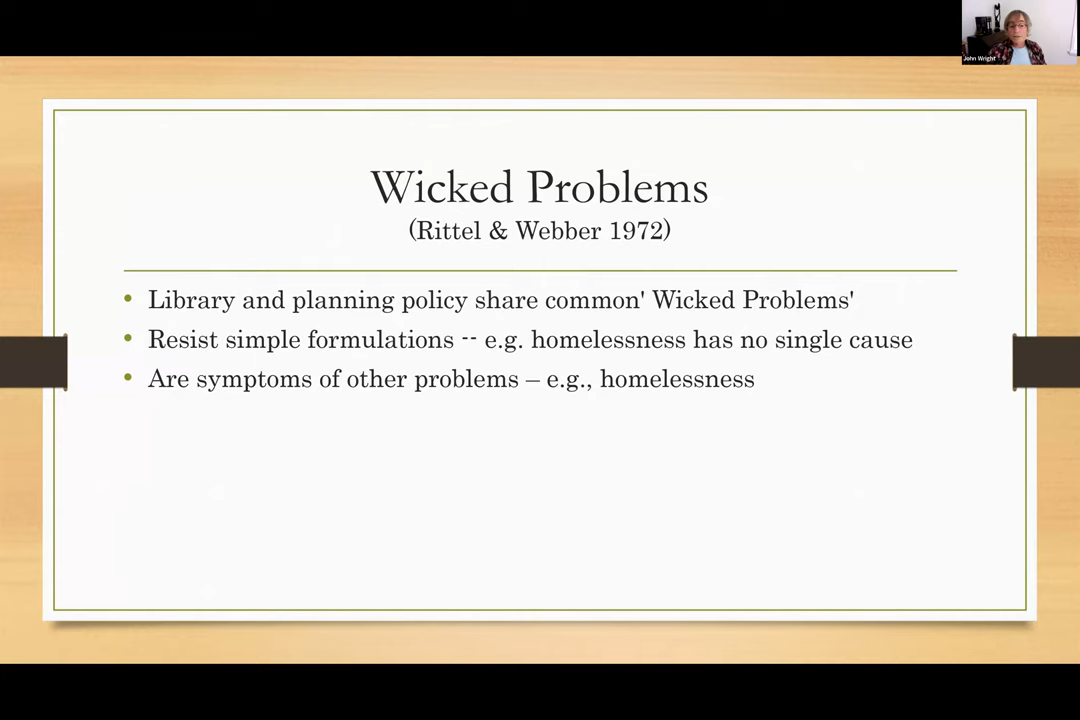 John Wright
Wicked Problems
(Rittel & Webber 1972)
• Library and planning policy share common' Wicked Problems'
• Resist simple formulations -- e.g. homelessness has no single cause
• Are symptoms of other problems – e.g., homelessness